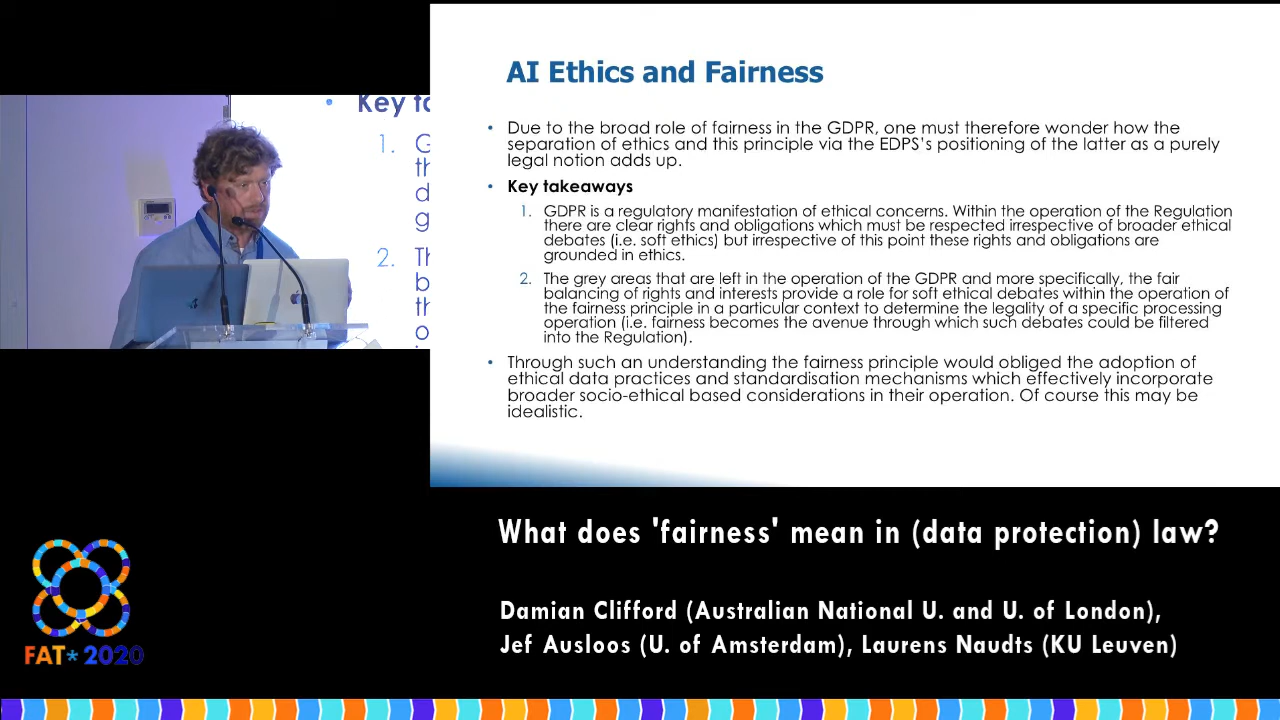 AI Ethics and Fairness
• Due to the broad role of fairness in the GDPR, one must therefore wonder how the
separation of ethics and this principle via the EDPS's positioning of the latter as a purely
legal notion adds up.
• Key takeaways
1. GDPR is a regulatory manifestation of ethical concerns. Within the operation of the Regulation
there are clear rights and obligations which must be respected irrespective of broader ethical
debates (i.e. soft ethics) but irrespective of this point these rights and obligations are
grounded in ethics.
2. The grey areas that are left in the operation of the GDPR and more specifically, the fair
balancing of rights and interests provide a role for soft ethical debates within the operation of
the fairness principle in a particular context to determine the legality of a specific processing
operation (i.e. fairness becomes the avenue through which such debates could be filtered
into the Regulation).
• Through such an understanding the fairness principle would obliged the adoption of
ethical data practices and standardisation mechanisms which effectively incorporate
broader socio-ethical based considerations in their operation. Of course this may be
idealistic.
• Key
1. G
th
d
g
2. Th
b
th
o
What does 'fairness' mean in (data protection) law?
Damian Clifford (Australian National U. and U. of London),
Jef Ausloos (U. of Amsterdam), Laurens Naudts (KU Leuven)
FAT* 2020